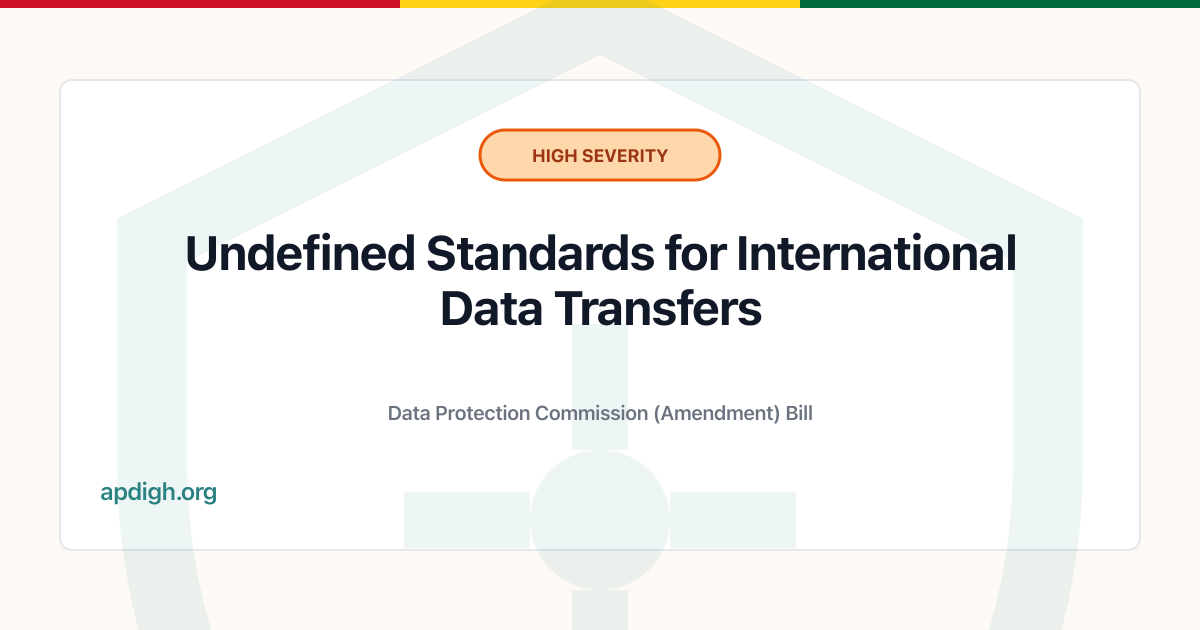 HIGH SEVERITY
Undefined Standards for International
Data Transfers
Data Protection Commission (Amendment) Bill
apdigh.org